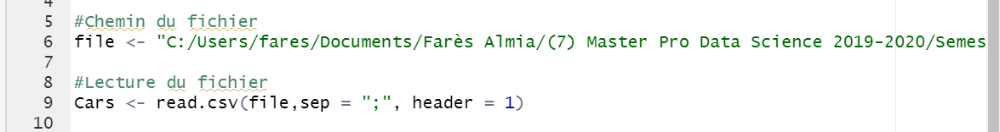 4
5 #Chemin du fichier
6 file <- "C:/Users/fares/Documents/Farès Almia/(7) Master Pro Data Science 2019-2020/Semes
7
8 #Lecture du fichier
9 Cars <- read.csv(file,sep = ";", header = 1)
10